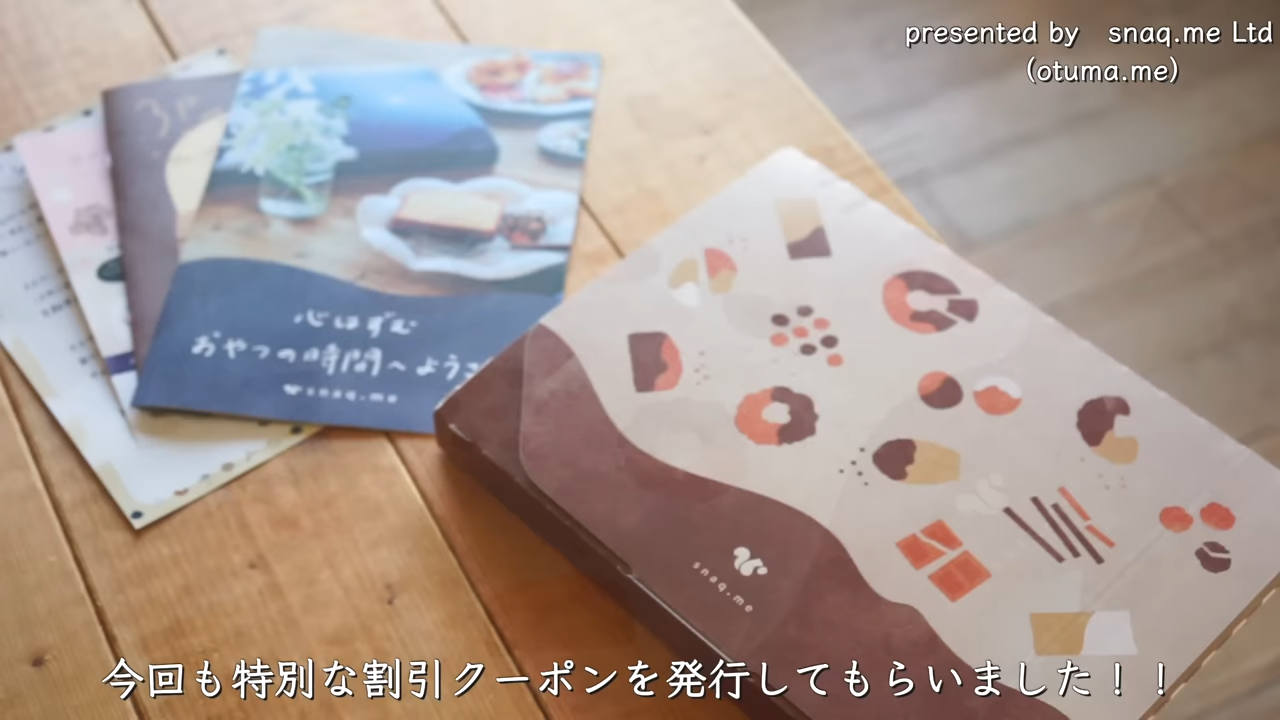 presented by snaq.me Ltd
(otuma.me)
心はずむ
おやつの時間へよう
snaq.me
snaq.me
今回も特別な割引クーポンを発行してもらいました！！